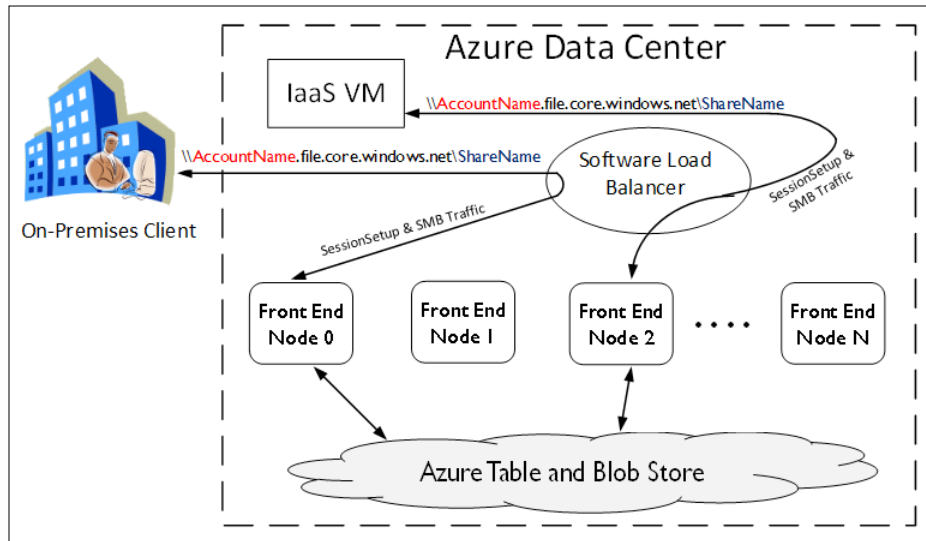 Azure Data Center
IaaS VM
\\AccountName.file.core.windows.net\ShareName
\\AccountName.file.core.windows.net\ShareName
Software Load
Balancer
SessionSetup &
SMB Traffic
SessionSetup & SMB Traffic
On-Premises Client
Front End
Node 0
Front End
Node 1
Front End
Node 2
• • • •
Front End
Node N
Azure Table and Blob Store